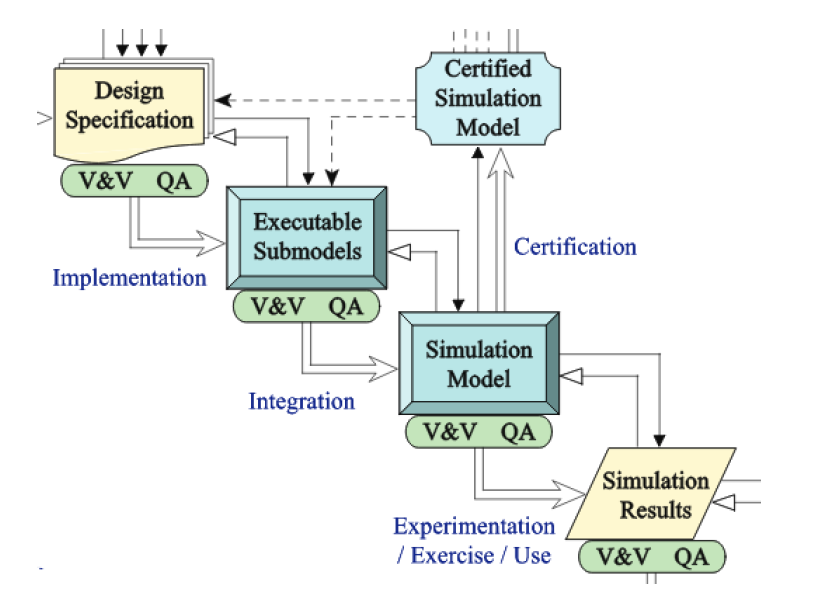 Design
Specification
Certified
Simulation
Model
V&V QA
Executable
Submodels
Certification
Implementation
V&V QA
Simulation
Model
Integration
V&V QA
Simulation
Results
Experimentation
/ Exercise / Use
V&V QA